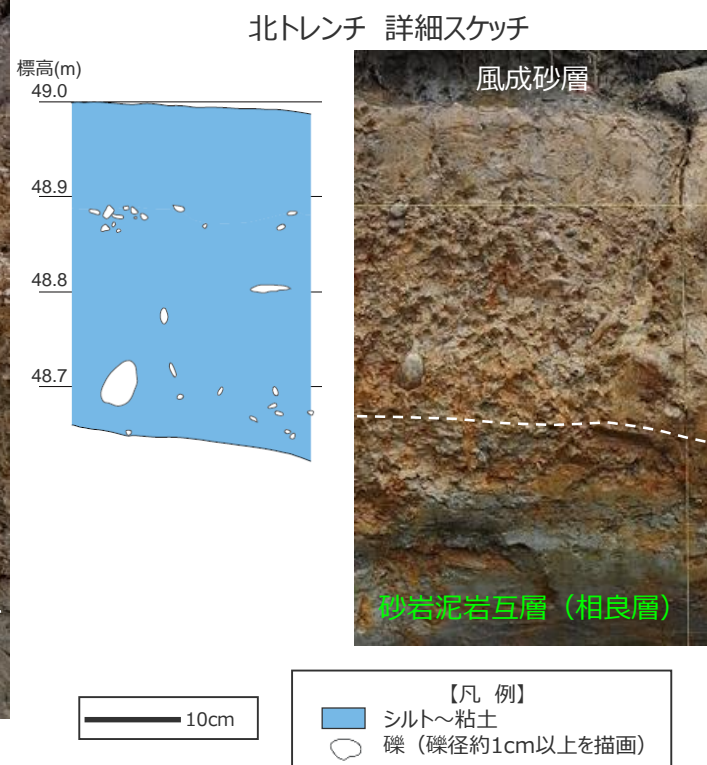 北トレンチ 詳細スケッチ
標高(m)
49.0
48.9
48.8
48.7
風成砂層
砂岩泥岩互層（相良層）
10cm
【凡 例】
シルト～粘土
礫（礫径約1cm以上を描画）